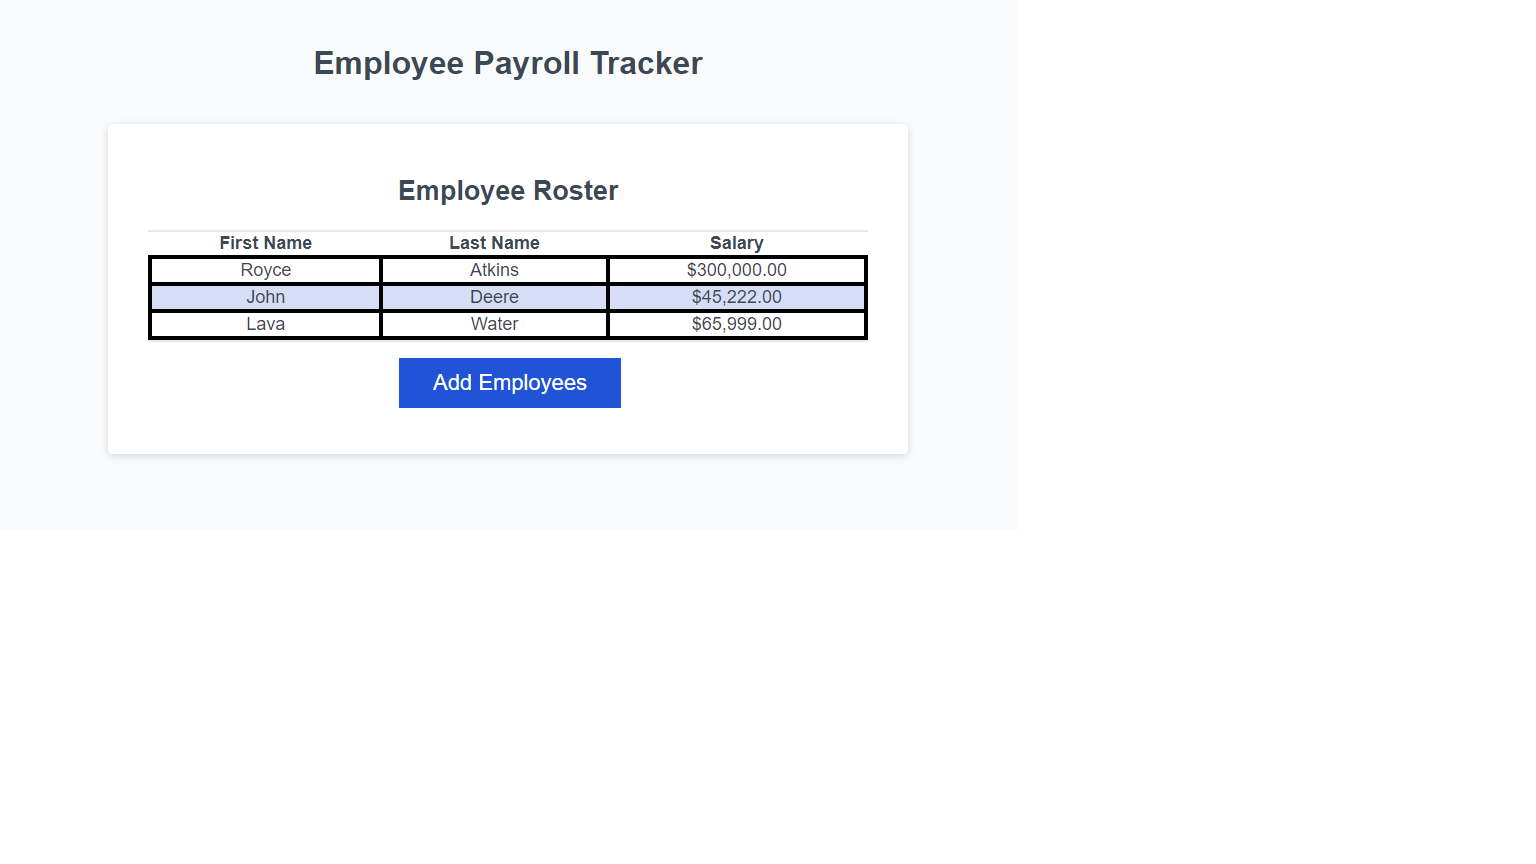 Employee Payroll Tracker
Employee Roster
First Name Last Name Salary
Royce Atkins $300,000.00
John Deere $45,222.00
Lava Water $65,999.00
Add Employees